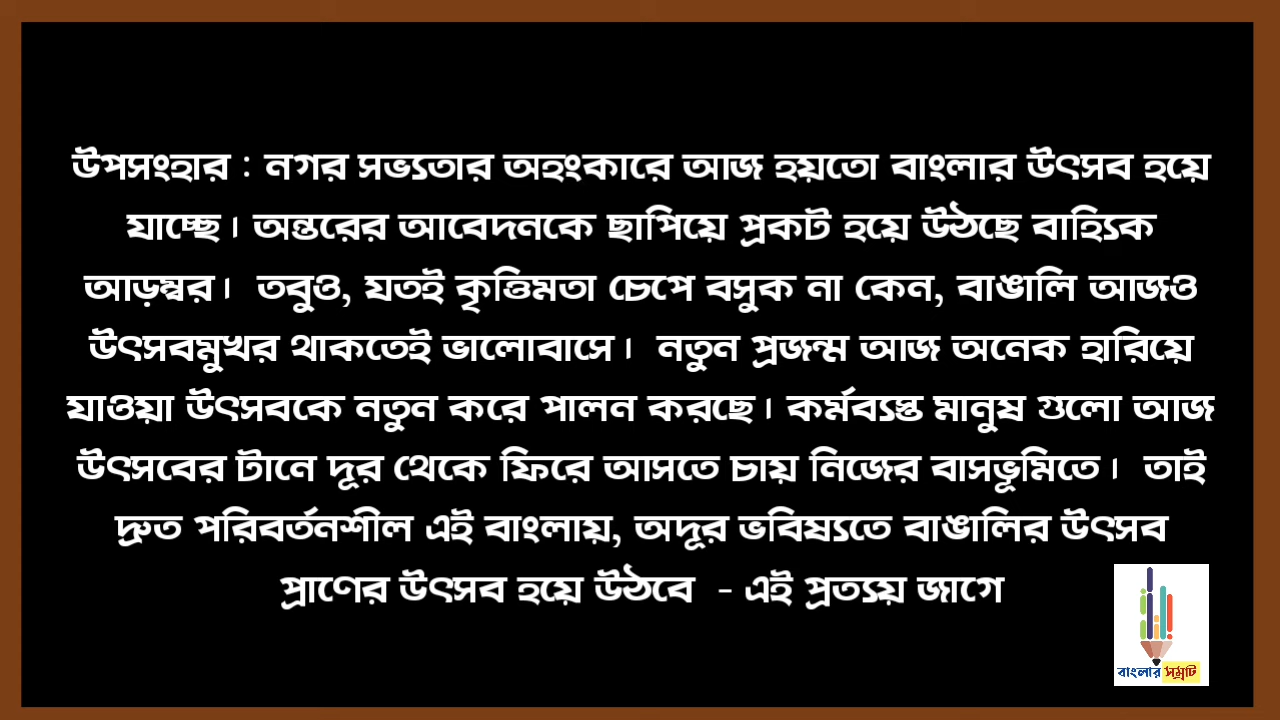 উপসংহার : নগর সভ্যতার অহংকারে আজ হয়তো বাংলার উৎসব হয়ে
যাচ্ছে। অন্তরের আবেদনকে ছাপিয়ে প্রকট হয়ে উঠছে বাহ্যিক
আড়ম্বর। তবুও, যতই কৃত্তিমতা চেপে বসুক না কেন, বাঙালি আজও
উৎসবমুখর থাকতেই ভালোবাসে। নতুন প্রজন্ম আজ অনেক হারিয়ে
যাওয়া উৎসবকে নতুন করে পালন করছে। কর্মব্যস্ত মানুষ গুলো আজ
উৎসবের টানে দূর থেকে ফিরে আসতে চায় নিজের বাসভূমিতে। তাই
দ্রুত পরিবর্তনশীল এই বাংলায়, অদূর ভবিষ্যতে বাঙালির উৎসব
প্রাণের উৎসব হয়ে উঠবে - এই প্রত্যয় জাগে
বাংলার সম্রাট